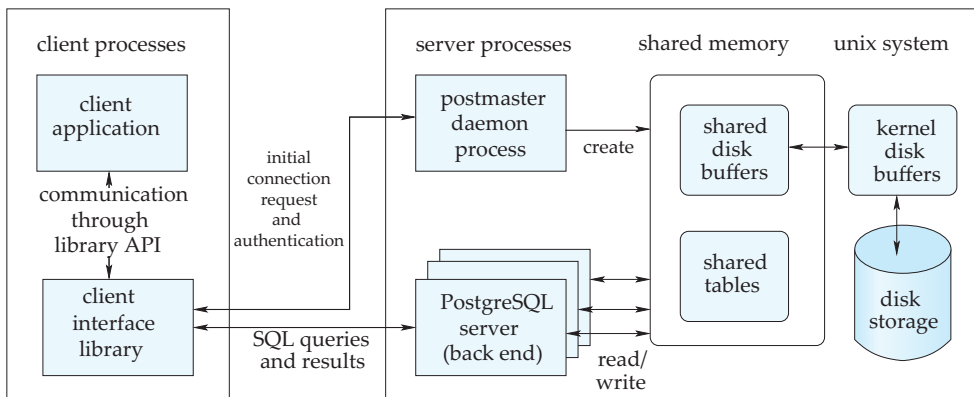 client processes
client
application
communication
through
library API
client
interface
library
initial
connection
request
and
authentication
SQL queries
and results
server processes
postmaster
daemon
process
create
PostgreSQL
server
(back end)
read/
write
shared memory
shared
disk
buffers
shared
tables
unix system
kernel
disk
buffers
disk
storage